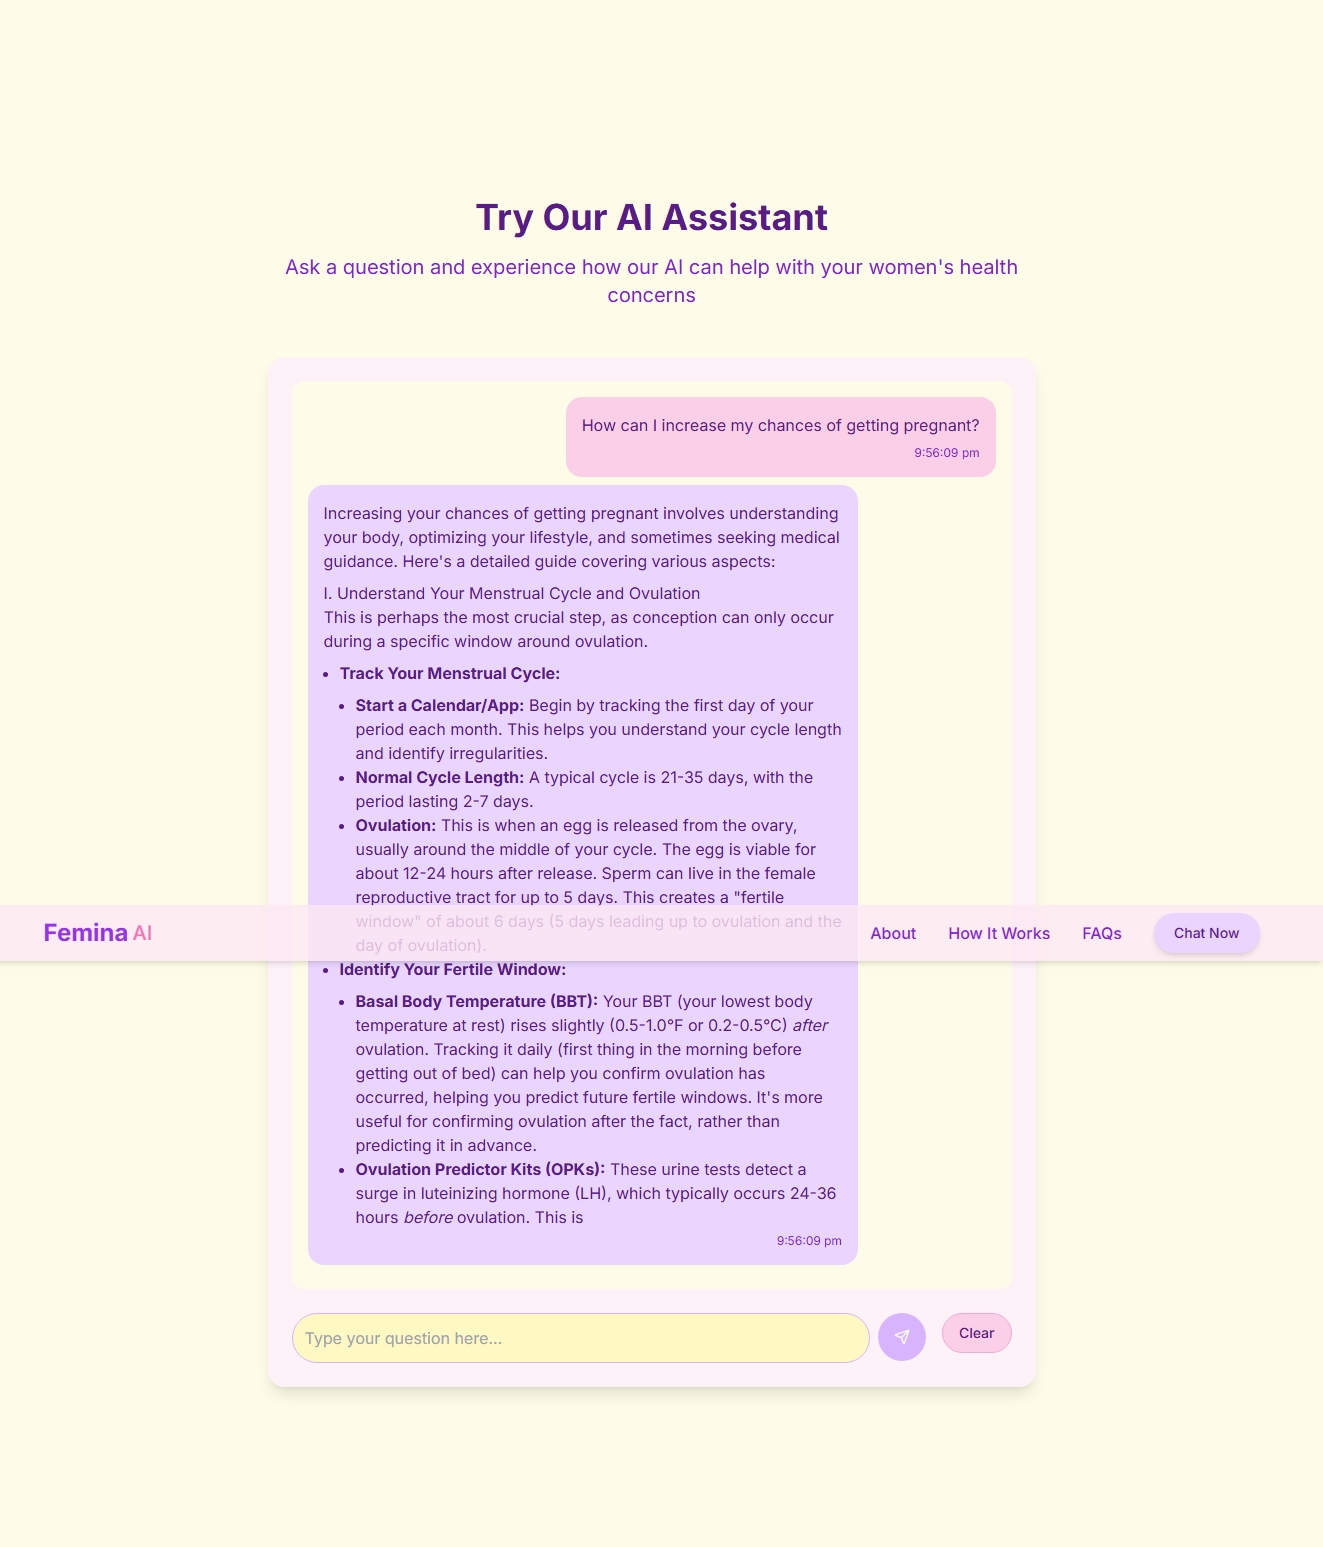 Try Our AI Assistant
Ask a question and experience how our AI can help with your women's health
concerns
How can I increase my chances of getting pregnant?
9:56:09 pm
Increasing your chances of getting pregnant involves understanding
your body, optimizing your lifestyle, and sometimes seeking medical
guidance. Here's a detailed guide covering various aspects:
I. Understand Your Menstrual Cycle and Ovulation
This is perhaps the most crucial step, as conception can only occur
during a specific window around ovulation.
• Track Your Menstrual Cycle:
• Start a Calendar/App: Begin by tracking the first day of your
period each month. This helps you understand your cycle length
and identify irregularities.
• Normal Cycle Length: A typical cycle is 21-35 days, with the
period lasting 2-7 days.
• Ovulation: This is when an egg is released from the ovary,
usually around the middle of your cycle. The egg is viable for
about 12-24 hours after release. Sperm can live in the female
reproductive tract for up to 5 days. This creates a "fertile
window" of about 6 days (5 days leading up to ovulation and the
day of ovulation).
Femina AI
About
How It Works
FAQs
Chat Now
• Identify Your Fertile Window:
• Basal Body Temperature (BBT): Your BBT (your lowest body
temperature at rest) rises slightly (0.5-1.0°F or 0.2-0.5°C) after
ovulation. Tracking it daily (first thing in the morning before
getting out of bed) can help you confirm ovulation has
occurred, helping you predict future fertile windows. It's more
useful for confirming ovulation after the fact, rather than
predicting it in advance.
• Ovulation Predictor Kits (OPKs): These urine tests detect a
surge in luteinizing hormone (LH), which typically occurs 24-36
hours before ovulation. This is
9:56:09 pm
Type your question here...
Clear